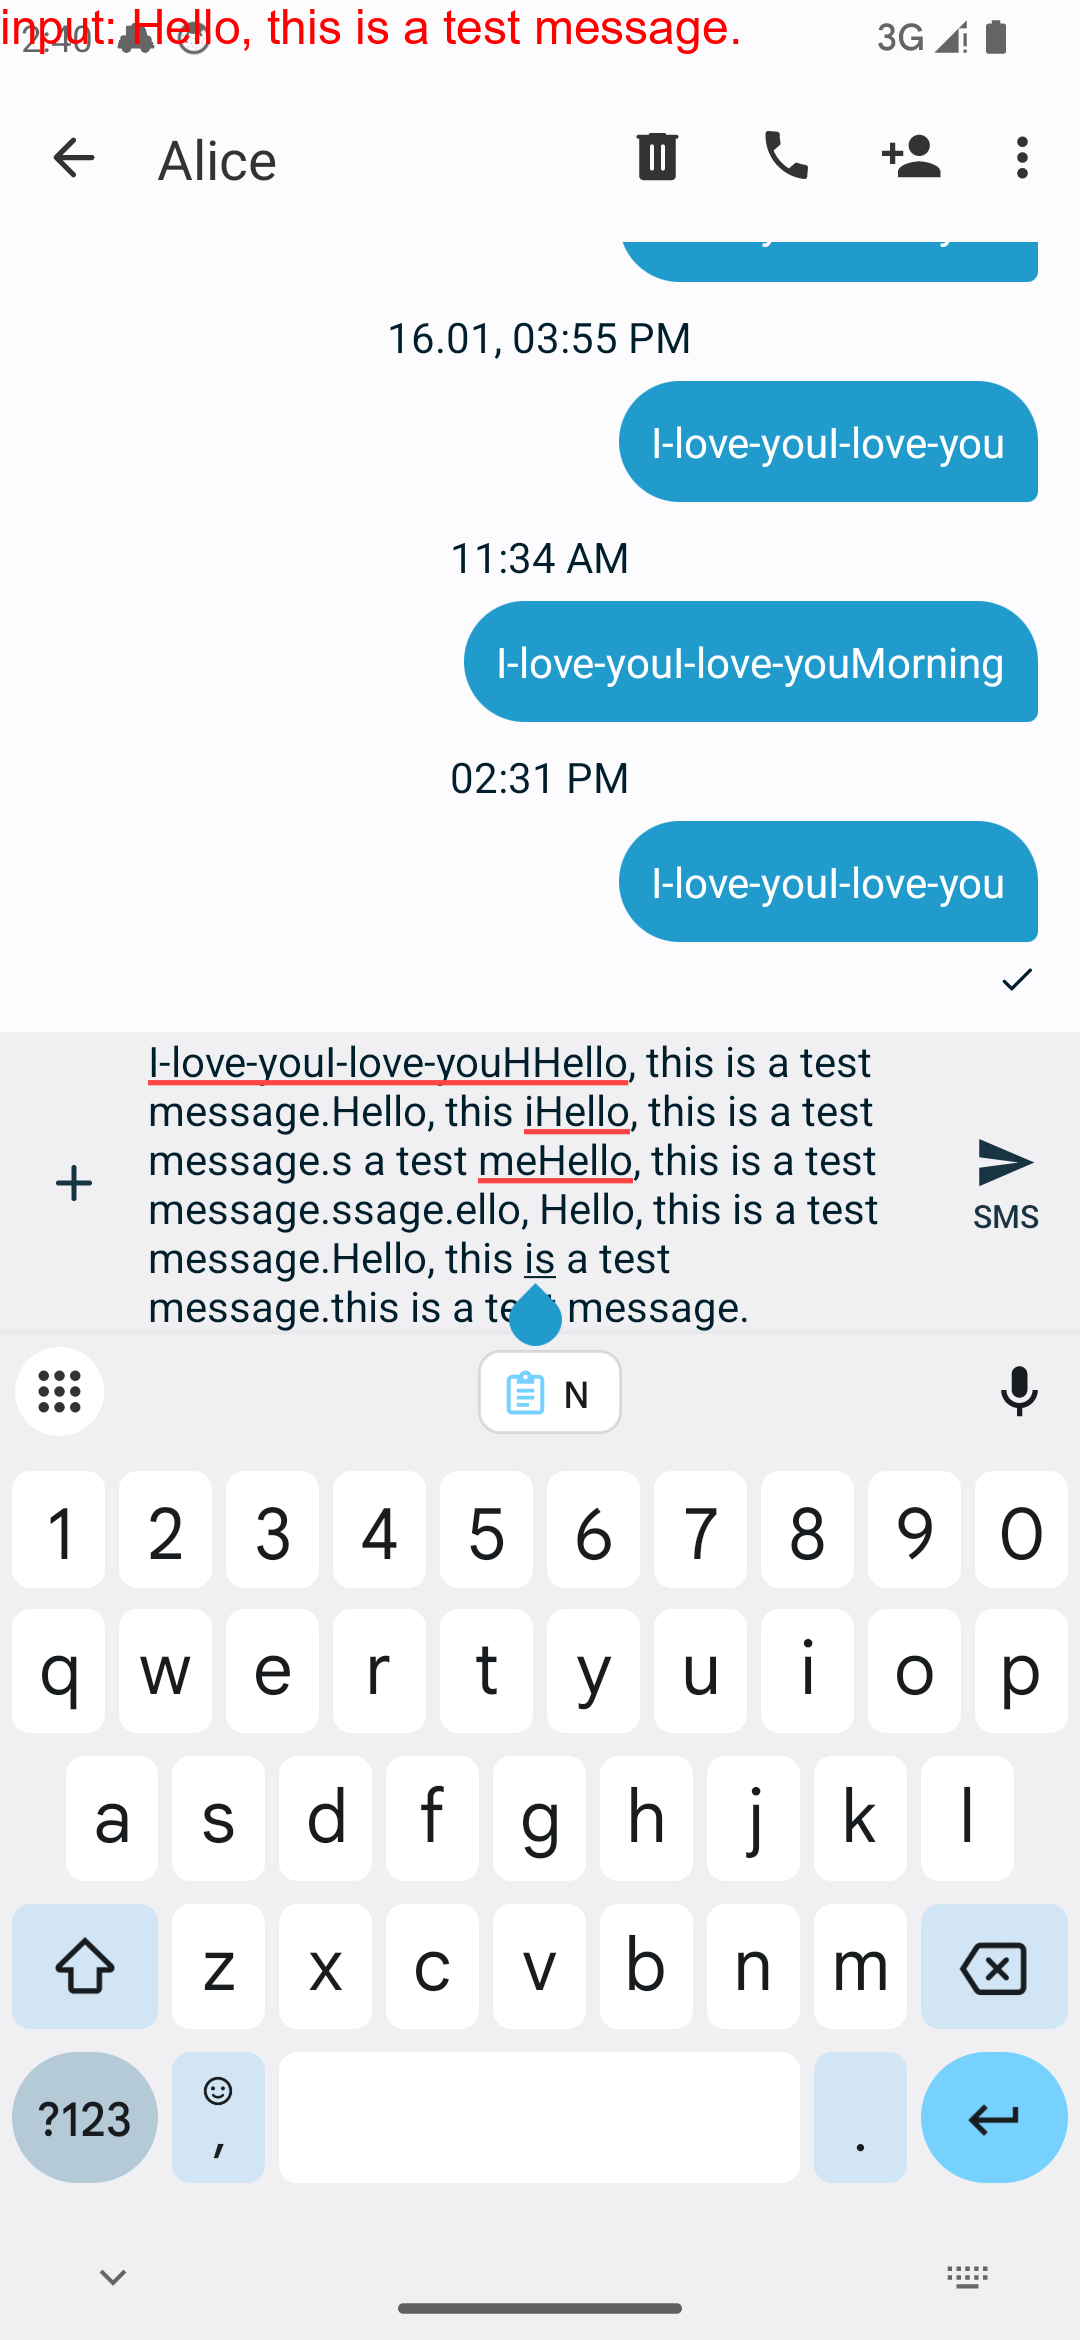 input: Hello, this is a test message.
2:40
3G
Alice
16.01, 03:55 PM
I-love-youI-love-you
11:34 AM
I-love-youI-love-youMorning
02:31 PM
I-love-youI-love-you
I-love-youI-love-youHHello, this is a test
message.Hello, this iHello, this is a test
message.s a test meHello, this is a test
message.ssage.ello, Hello, this is a test
message.Hello, this is a test
message.this is a test message.
SMS
N
1 2 3 4 5 6 7 8 9 0
q w e r t y u i o p
a s d f g h j k l
z x c v b n m
?123 , .